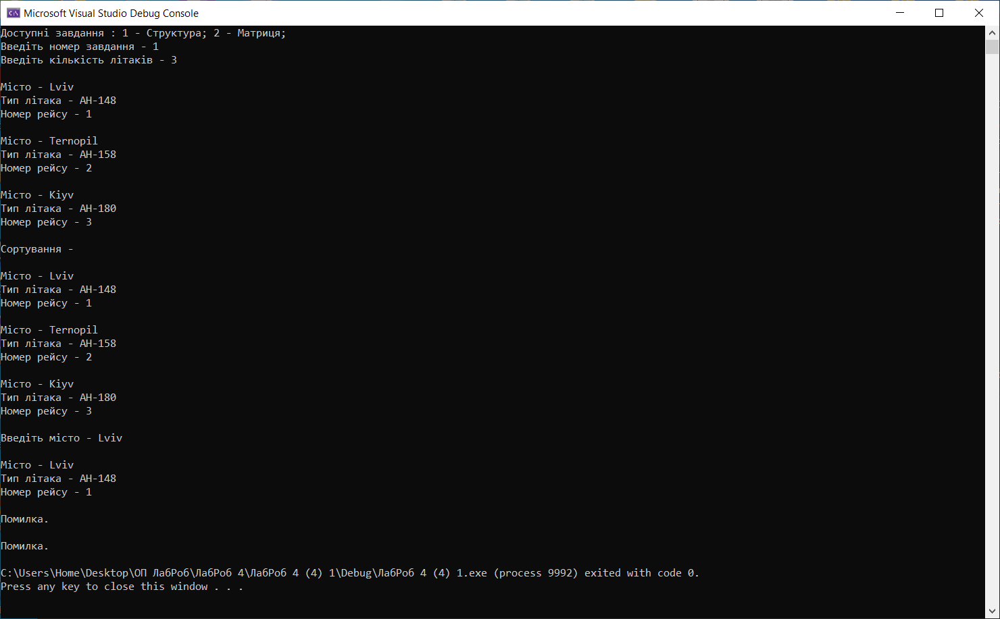 Microsoft Visual Studio Debug Console
Доступні завдання : 1 - Структура; 2 - Матриця;
Введіть номер завдання - 1
Введіть кількість літаків - 3
Місто - Lviv
Тип літака - АН-148
Номер рейсу - 1
Місто - Ternopil
Тип літака - АН-158
Номер рейсу - 2
Місто - Kiyv
Тип літака - АН-180
Номер рейсу - 3
Сортування -
Місто - Lviv
Тип літака - АН-148
Номер рейсу - 1
Місто - Ternopil
Тип літака - АН-158
Номер рейсу - 2
Місто - Kiyv
Тип літака - АН-180
Номер рейсу - 3
Введіть місто - Lviv
Місто - Lviv
Тип літака - АН-148
Номер рейсу - 1
Помилка.
Помилка.
C:\Users\Home\Desktop\ОП ЛабРоб\ЛабРоб 4\ЛабРоб 4 (4) 1\Debug\ЛабРоб 4 (4) 1.exe (process 9992) exited with code 0.
Press any key to close this window . . .